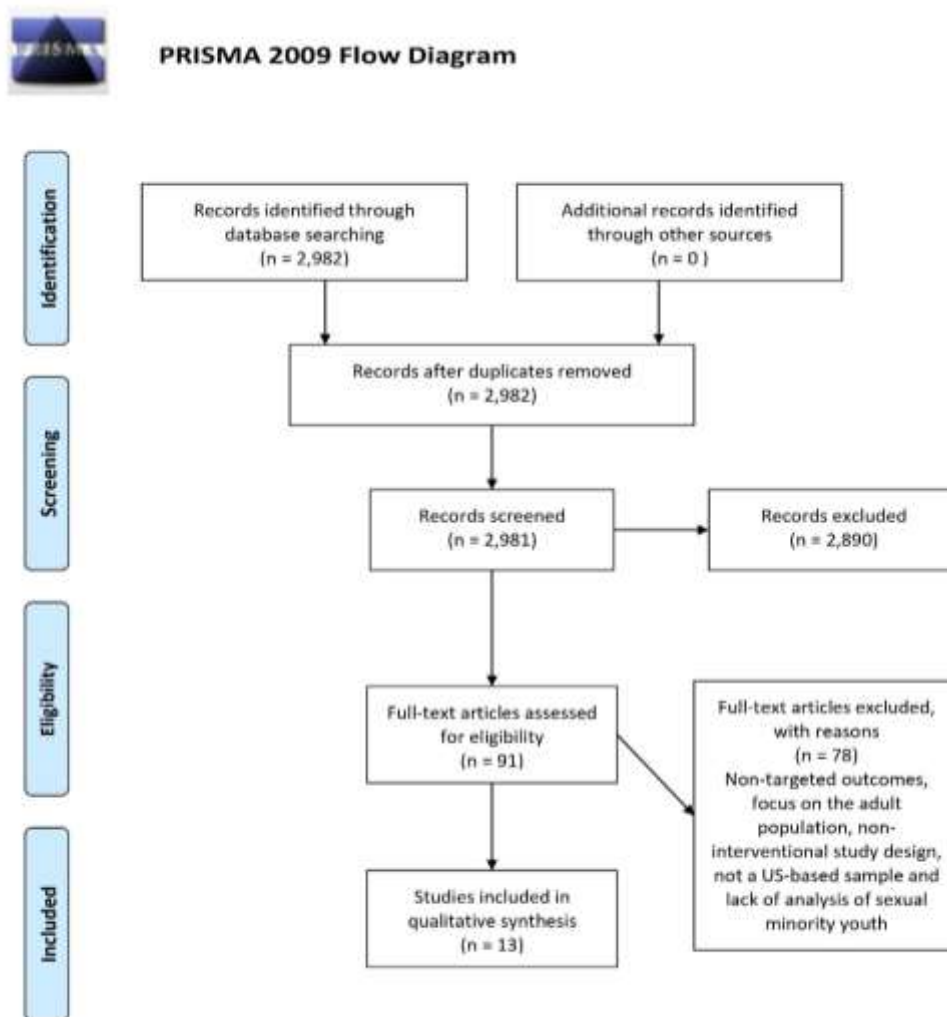 PRISMA 2009 Flow Diagram
Identification
Records identified through
database searching
(n = 2,982)
Additional records identified
through other sources
(n = 0 )
Records after duplicates removed
(n = 2,982)
Screening
Records screened
(n = 2,981)
Records excluded
(n = 2,890)
Eligibility
Full-text articles assessed
for eligibility
(n = 91)
Full-text articles excluded,
with reasons
(n = 78)
Non-targeted outcomes,
focus on the adult
population, non-
interventional study design,
not a US-based sample and
lack of analysis of sexual
minority youth
Included
Studies included in
qualitative synthesis
(n = 13)